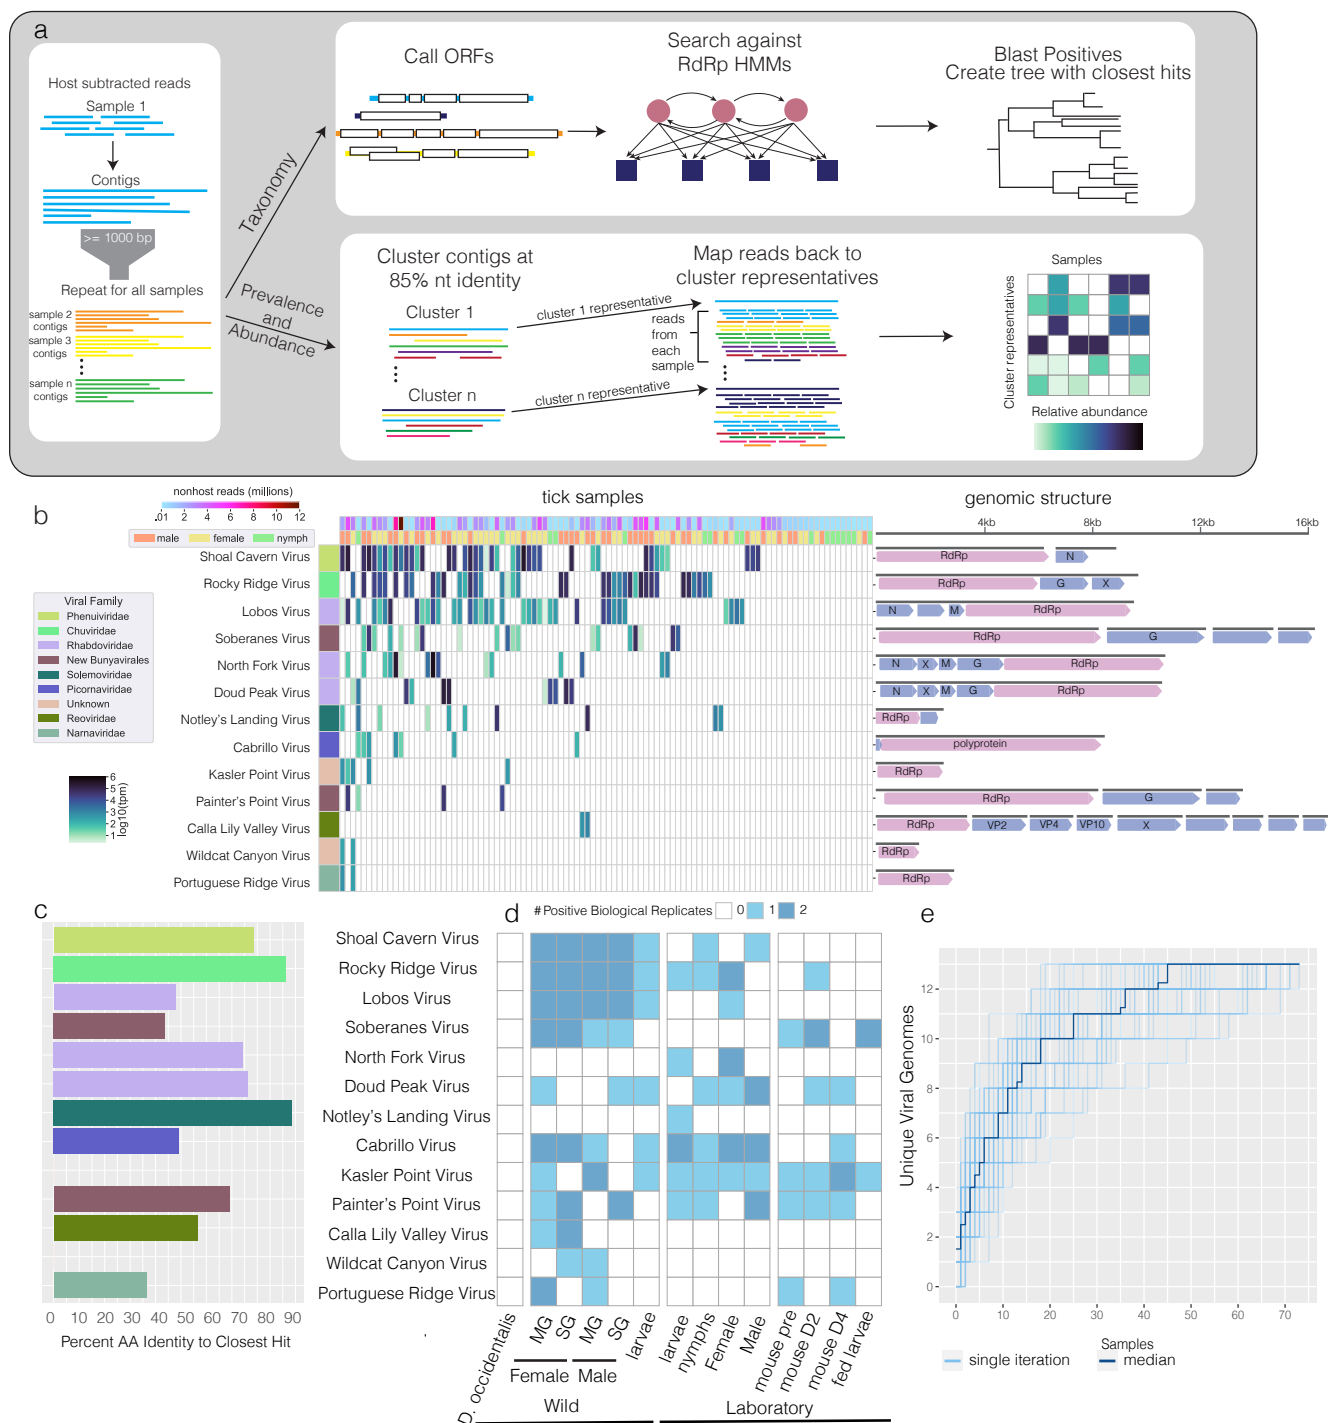 a
Host subtracted reads
Sample 1
Contigs
>= 1000 bp
Repeat for all samples
sample 2
contigs
sample 3
contigs
sample n
contigs
Taxonomy
Prevalence
and
Abundance
Call ORFs
Search against
RdRp HMMs
Blast Positives
Create tree with closest hits
Cluster contigs at
85% nt identity
Cluster 1
Cluster n
cluster 1 representative
cluster n representative
Map reads back to
cluster representatives
reads
from
each
sample
Samples
Cluster representatives
Relative abundance
b
nonhost reads (millions)
.01 2 4 6 8 10 12
male female nymph
tick samples
genomic structure
4kb 8kb 12kb 16kb
Viral Family
Phenuiviridae
Chuviridae
Rhabdoviridae
New Bunyavirales
Solemoviridae
Picornaviridae
Unknown
Reoviridae
Narnaviridae
6
5
4
3
2
1
log10(tpm)
Shoal Cavern Virus
RdRp N
Rocky Ridge Virus
RdRp G X
Lobos Virus
N M RdRp
Soberanes Virus
RdRp G
North Fork Virus
N X M G RdRp
Doud Peak Virus
N X M G RdRp
Notley's Landing Virus
RdRp
Cabrillo Virus
polyprotein
Kasler Point Virus
RdRp
Painter's Point Virus
RdRp G
Calla Lily Valley Virus
RdRp VP2 VP4 VP10 X
Wildcat Canyon Virus
RdRp
Portuguese Ridge Virus
RdRp
c
0 10 20 30 40 50 60 70 80 90
Percent AA Identity to Closest Hit
d
# Positive Biological Replicates 0 1 2
Shoal Cavern Virus
Rocky Ridge Virus
Lobos Virus
Soberanes Virus
North Fork Virus
Doud Peak Virus
Notley's Landing Virus
Cabrillo Virus
Kasler Point Virus
Painter's Point Virus
Calla Lily Valley Virus
Wildcat Canyon Virus
Portuguese Ridge Virus
D. occidentalis
MG
SG
MG
SG
larvae
larvae
nymphs
Female
Male
mouse pre
mouse D2
mouse D4
fed larvae
Female Male
Wild
Laboratory
e
Unique Viral Genomes
12
10
8
6
4
2
0
0 10 20 30 40 50 60 70
Samples
single iteration median